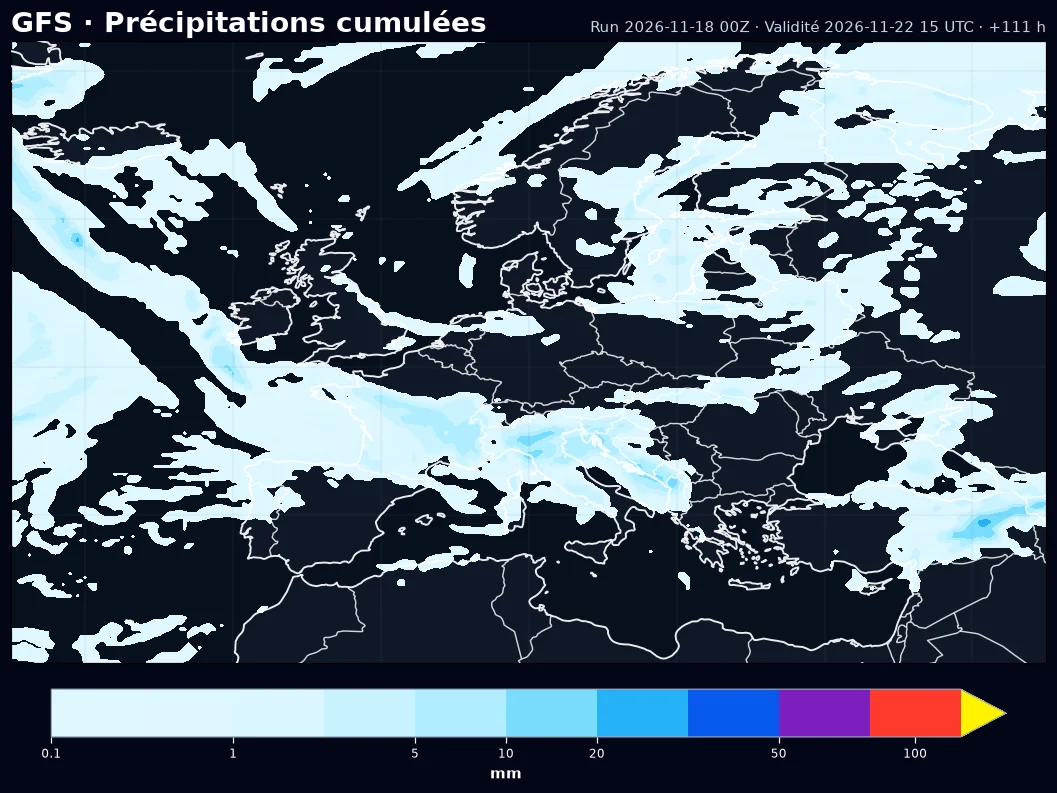 GFS · Précipitations cumulées
Run 2026-11-18 00Z · Validité 2026-11-22 15 UTC · +111 h
0.1 1 5 10 20 50 100
mm